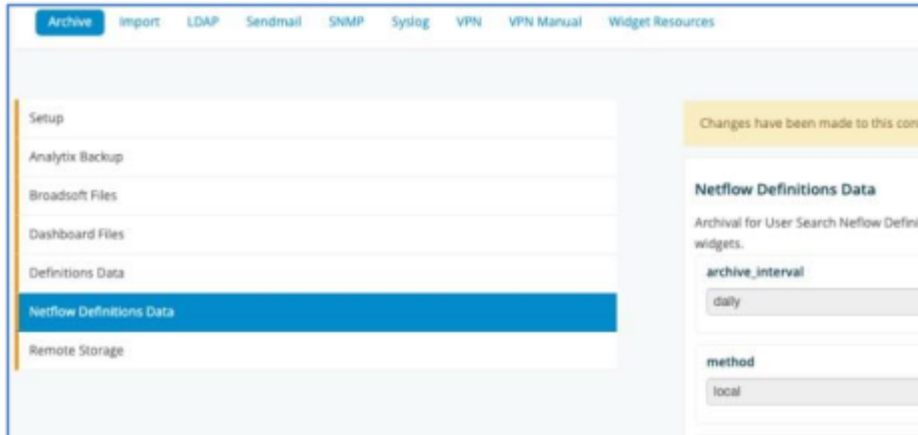 Archive Import LDAP Sendmail SNMP Syslog VPN VPN Manual Widget Resources
Setup
Analytix Backup
Broadsoft Files
Dashboard Files
Definitions Data
Netflow Definitions Data
Remote Storage
Changes have been made to this con
Netflow Definitions Data
Archival for User Search Neflow Defini
widgets.
archive_interval
daily
method
local